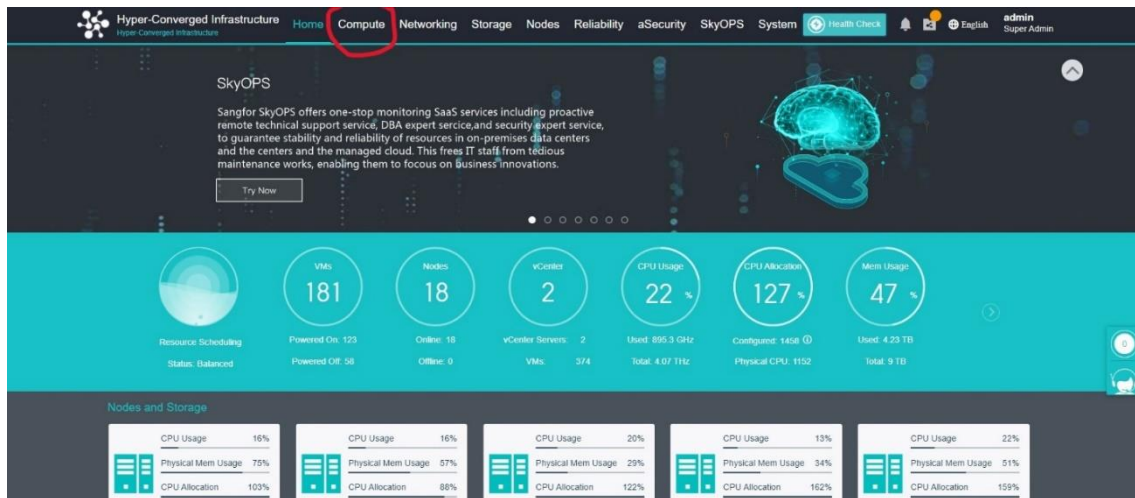 Hyper-Converged Infrastructure
Hyper-Converged Infrastructure
Home Compute Networking Storage Nodes Reliability aSecurity SkyOPS System Health Check English admin
Super Admin
SkyOPS
Sangfor SkyOPS offers one-stop monitoring SaaS services including proactive
remote technical support service, DBA expert sercice,and security expert service,
to guarantee stability and reliability of resources in on-premises data centers
and the centers and the managed cloud. This frees IT staff from tedious
maintenance works, enabling them to focous on business innovations.
Try Now
VMs Nodes vCenter CPU Usage CPU Allocation Mem Usage
181 18 2 22 % 127 % 47 %
Resource Scheduling Powered On: 123 Online: 18 vCenter Servers: 2 Used: 895.3 GHz Configured: 1458 Used: 4.23 TB
Status: Balanced Powered Off: 58 Offline: 0 VMs: 374 Total: 4.07 THz Physical CPU: 1152 Total: 9 TB
0
Nodes and Storage
CPU Usage 16% CPU Usage 16% CPU Usage 20% CPU Usage 13% CPU Usage 22%
Physical Mem Usage 75% Physical Mem Usage 57% Physical Mem Usage 29% Physical Mem Usage 34% Physical Mem Usage 51%
CPU Allocation 103% CPU Allocation 88% CPU Allocation 122% CPU Allocation 162% CPU Allocation 159%